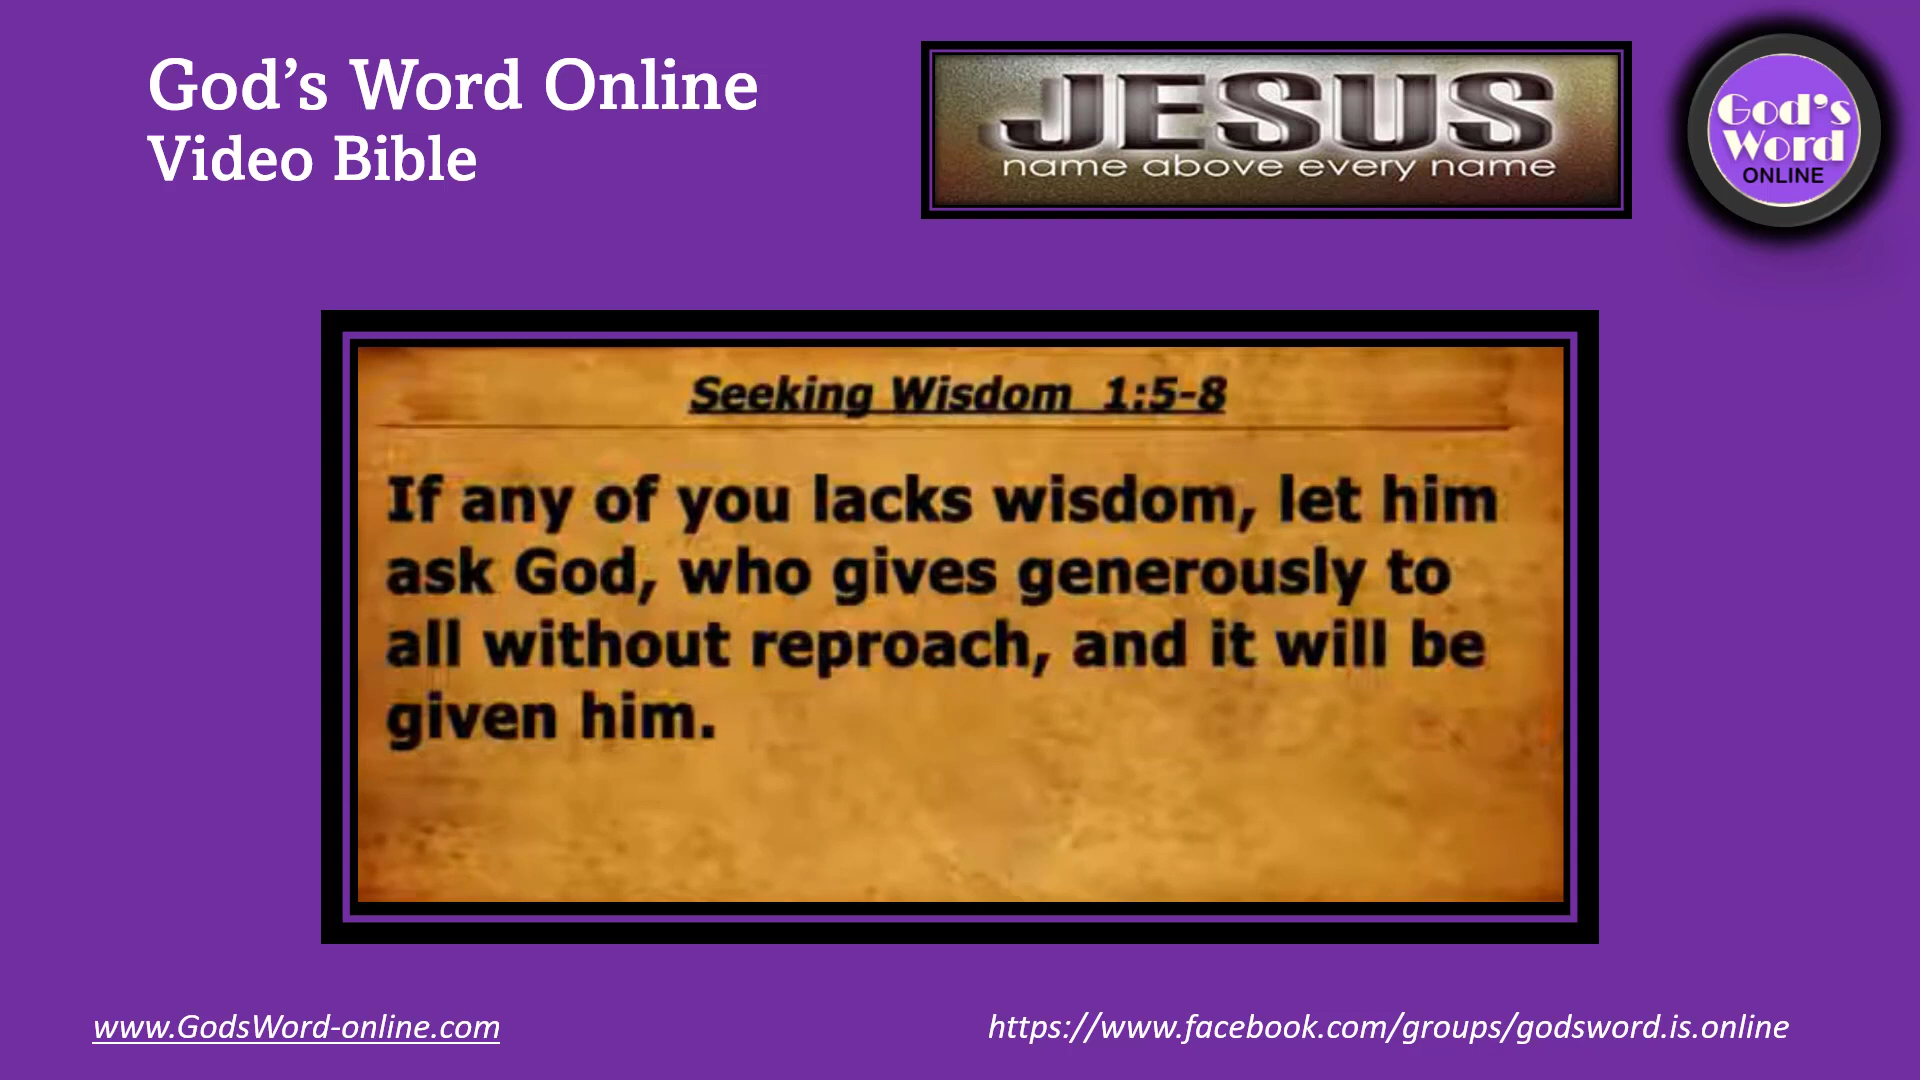 God’s Word Online
Video Bible
JESUS
name above every name
God’s
Word
ONLINE
Seeking Wisdom 1:5-8
If any of you lacks wisdom, let him
ask God, who gives generously to
all without reproach, and it will be
given him.
www.GodsWord-online.com
https://www.facebook.com/groups/godsword.is.online